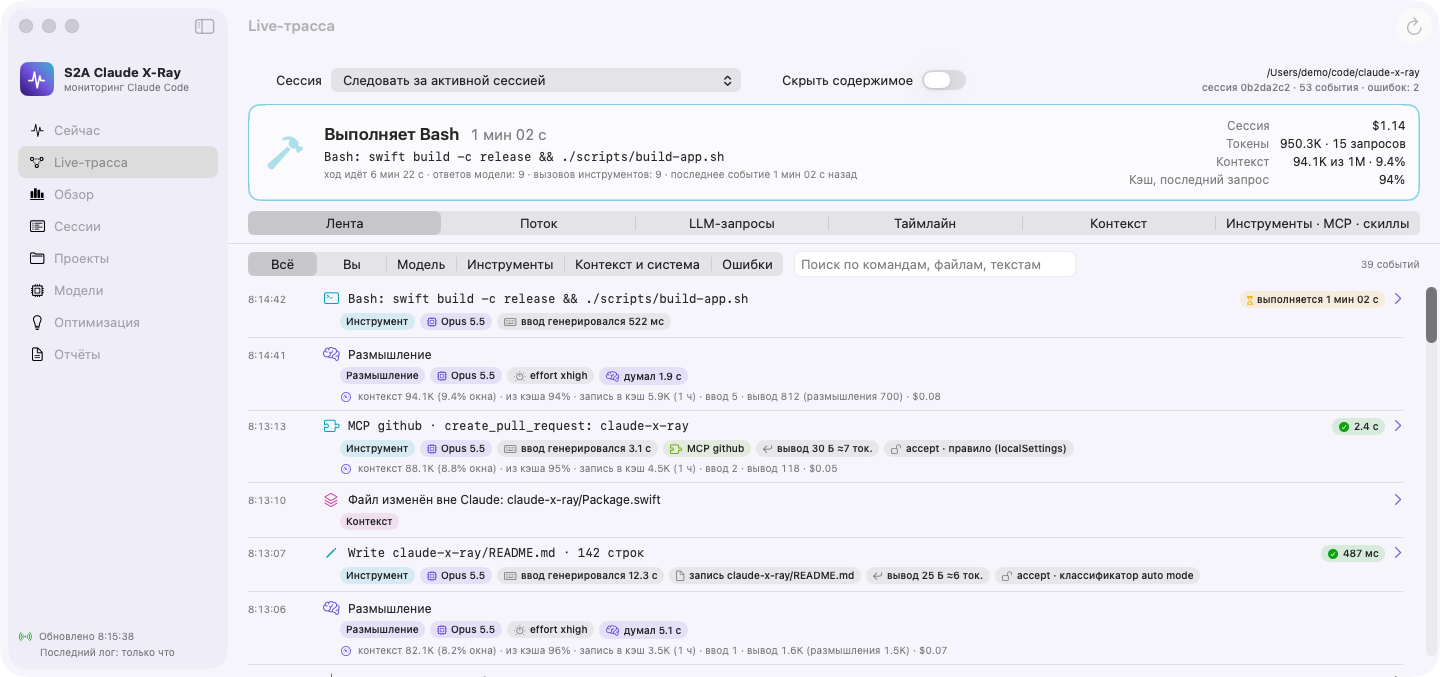 Live-трасса
S2A Claude X-Ray
мониторинг Claude Code
Сейчас
Live-трасса
Обзор
Сессии
Проекты
Модели
Оптимизация
Отчёты
Обновлено 8:15:38
Последний лог: только что
Сессия Следовать за активной сессией Скрыть содержимое
/Users/demo/code/claude-x-ray
сессия 0b2da2c2 · 53 события · ошибок: 2
Выполняет Bash 1 мин 02 с
Bash: swift build -c release && ./scripts/build-app.sh
ход идёт 6 мин 22 с · ответов модели: 9 · вызовов инструментов: 9 · последнее событие 1 мин 02 с назад
Сессия $1.14
Токены 950.3K · 15 запросов
Контекст 94.1K из 1M · 9.4%
Кэш, последний запрос 94%
Лента Поток LLM-запросы Таймлайн Контекст Инструменты · MCP · скиллы
Всё Вы Модель Инструменты Контекст и система Ошибки Поиск по командам, файлам, текстам 39 событий
8:14:42 Bash: swift build -c release && ./scripts/build-app.sh выполняется 1 мин 02 с
Инструмент Opus 5.5 ввод генерировался 522 мс
8:14:41 Размышление
Размышление Opus 5.5 effort xhigh думал 1.9 с
контекст 94.1K (9.4% окна) · из кэша 94% · запись в кэш 5.9K (1 ч) · ввод 5 · вывод 812 (размышления 700) · $0.08
8:13:13 MCP github · create_pull_request: claude-x-ray 2.4 с
Инструмент Opus 5.5 ввод генерировался 3.1 с MCP github вывод 30 Б ≈7 ток. accept · правило (localSettings)
контекст 88.1K (8.8% окна) · из кэша 95% · запись в кэш 4.5K (1 ч) · ввод 2 · вывод 118 · $0.05
8:13:10 Файл изменён вне Claude: claude-x-ray/Package.swift
Контекст
8:13:07 Write claude-x-ray/README.md · 142 строк 487 мс
Инструмент Opus 5.5 ввод генерировался 12.3 с запись claude-x-ray/README.md вывод 25 Б ≈6 ток. accept · классификатор auto mode
8:13:06 Размышление
Размышление Opus 5.5 effort xhigh думал 5.1 с
контекст 82.1K (8.2% окна) · из кэша 96% · запись в кэш 3.5K (1 ч) · ввод 1 · вывод 1.6K (размышления 1.5K) · $0.07